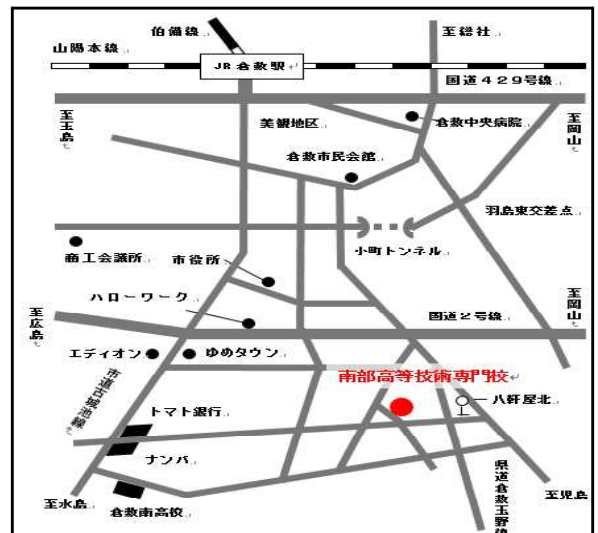 伯備線
至総社
山陽本線
JR倉敷駅
国道429号線
至玉島
美観地区
倉敷中央病院
至岡山
倉敷市民会館
羽島東交差点
小町トンネル
商工会議所
市役所
至岡山
ハローワーク
至広島
国道2号線
エディオン
ゆめタウン
南部高等技術専門校
市道古城池線
トマト銀行
八軒屋北
ナンバ
県道倉敷玉野線
至水島
倉敷南高校
至児島